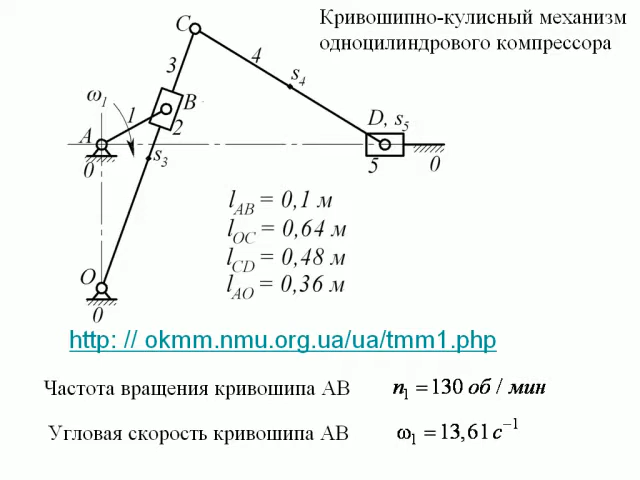 Кривошипно-кулисный механизм
одноцилиндрового компрессора
C
3
4
s4
ω1
1
B
D, s5
A
2
0
s3
5
0
lAB = 0,1 м
lOC = 0,64 м
lCD = 0,48 м
lAO = 0,36 м
O
0
http: // okmm.nmu.org.ua/ua/tmm1.php
Частота вращения кривошипа АВ n1 = 130 об / мин
Угловая скорость кривошипа АВ ω1 = 13,61 с⁻¹